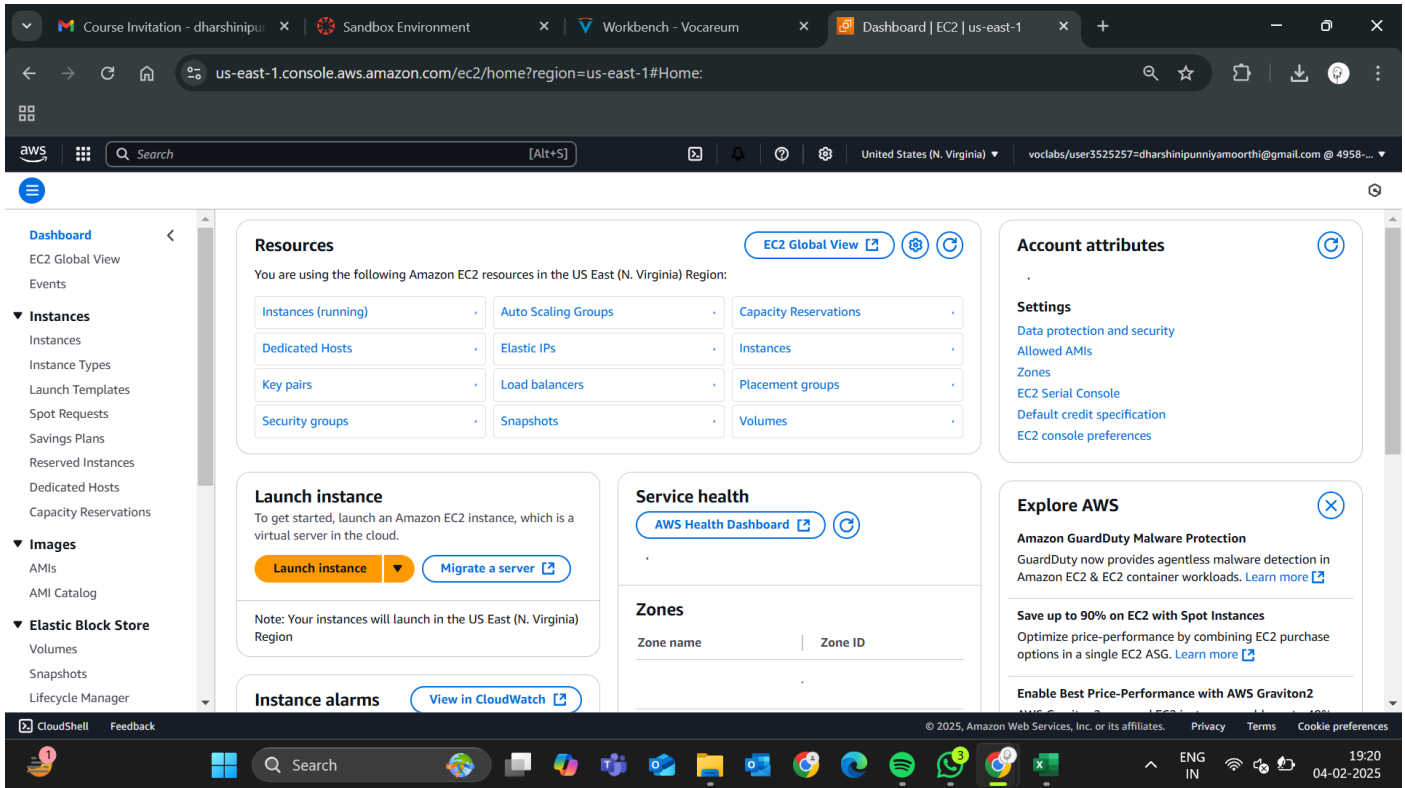 Course Invitation - dharshinipu
Sandbox Environment
Workbench - Vocareum
Dashboard | EC2 | us-east-1
us-east-1.console.aws.amazon.com/ec2/home?region=us-east-1#Home:
aws
Search
[Alt+S]
United States (N. Virginia)
voclabs/user3525257=dharshinipunniyamoorthi@gmail.com @ 4958-...
Dashboard
EC2 Global View
Events
Instances
Instances
Instance Types
Launch Templates
Spot Requests
Savings Plans
Reserved Instances
Dedicated Hosts
Capacity Reservations
Images
AMIs
AMI Catalog
Elastic Block Store
Volumes
Snapshots
Lifecycle Manager
Resources
EC2 Global View
You are using the following Amazon EC2 resources in the US East (N. Virginia) Region:
Instances (running)
Auto Scaling Groups
Capacity Reservations
Dedicated Hosts
Elastic IPs
Instances
Key pairs
Load balancers
Placement groups
Security groups
Snapshots
Volumes
Launch instance
To get started, launch an Amazon EC2 instance, which is a
virtual server in the cloud.
Launch instance
Migrate a server
Note: Your instances will launch in the US East (N. Virginia)
Region
Instance alarms
View in CloudWatch
Service health
AWS Health Dashboard
Zones
Zone name
Zone ID
Account attributes
Settings
Data protection and security
Allowed AMIs
Zones
EC2 Serial Console
Default credit specification
EC2 console preferences
Explore AWS
Amazon GuardDuty Malware Protection
GuardDuty now provides agentless malware detection in
Amazon EC2 & EC2 container workloads. Learn more
Save up to 90% on EC2 with Spot Instances
Optimize price-performance by combining EC2 purchase
options in a single EC2 ASG. Learn more
Enable Best Price-Performance with AWS Graviton2
CloudShell
Feedback
© 2025, Amazon Web Services, Inc. or its affiliates.
Privacy
Terms
Cookie preferences
1
Search
3
ENG
IN
19:20
04-02-2025